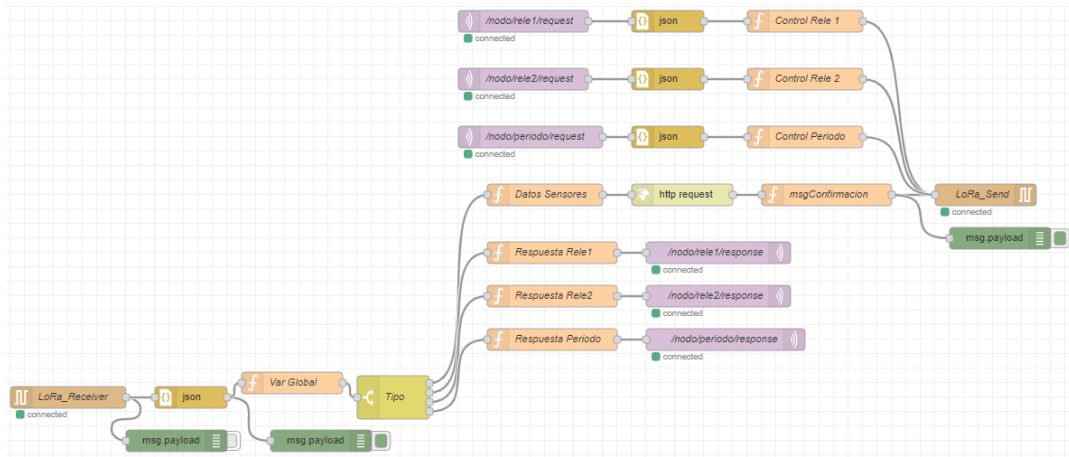 /nodo/rele1/request
json
Control Rele 1
connected
/nodo/rele2/request
json
Control Rele 2
connected
/nodo/periodo/request
json
Control Periodo
connected
Datos Sensores
http request
msgConfirmacion
LoRa_Send
connected
msg.payload
Respuesta Rele1
/nodo/rele1/response
connected
Respuesta Rele2
/nodo/rele2/response
connected
Respuesta Periodo
/nodo/periodo/response
connected
LoRa_Receiver
connected
json
Var Global
Tipo
msg.payload
msg.payload